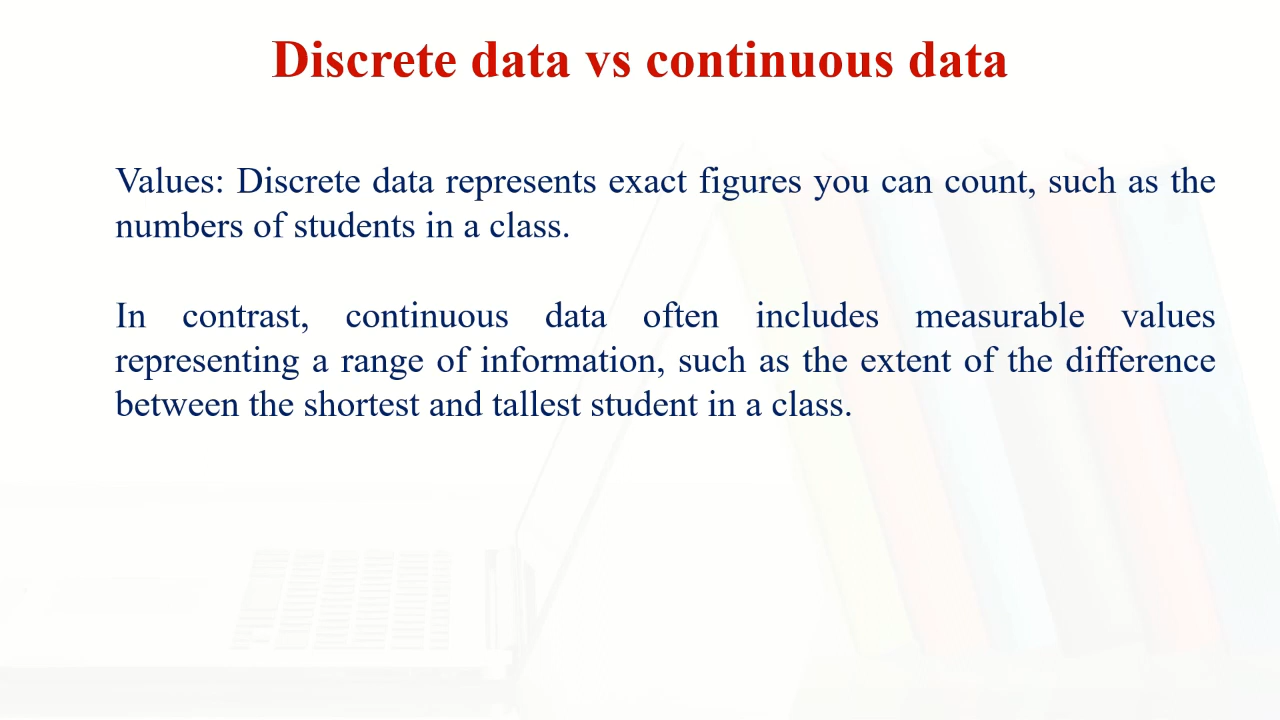 Discrete data vs continuous data
Values: Discrete data represents exact figures you can count, such as the
numbers of students in a class.
In contrast, continuous data often includes measurable values
representing a range of information, such as the extent of the difference
between the shortest and tallest student in a class.